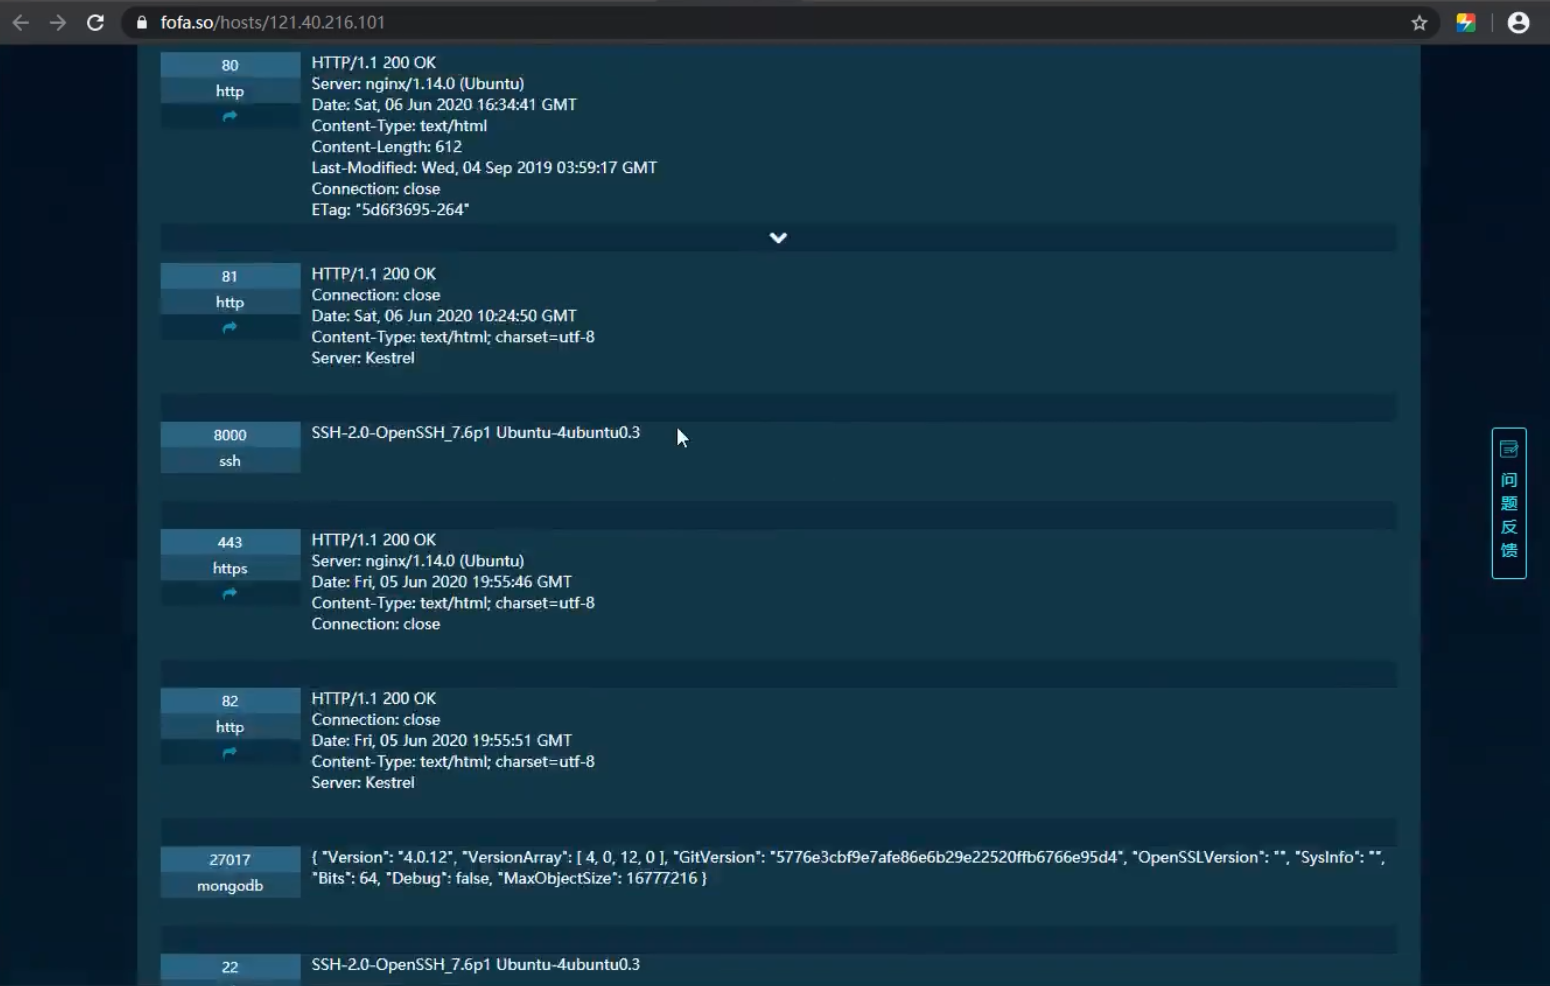 fofa.so/hosts/121.40.216.101
80
http
HTTP/1.1 200 OK
Server: nginx/1.14.0 (Ubuntu)
Date: Sat, 06 Jun 2020 16:34:41 GMT
Content-Type: text/html
Content-Length: 612
Last-Modified: Wed, 04 Sep 2019 03:59:17 GMT
Connection: close
ETag: "5d6f3695-264"
81
http
HTTP/1.1 200 OK
Connection: close
Date: Sat, 06 Jun 2020 10:24:50 GMT
Content-Type: text/html; charset=utf-8
Server: Kestrel
8000
ssh
SSH-2.0-OpenSSH_7.6p1 Ubuntu-4ubuntu0.3
443
https
HTTP/1.1 200 OK
Server: nginx/1.14.0 (Ubuntu)
Date: Fri, 05 Jun 2020 19:55:46 GMT
Content-Type: text/html; charset=utf-8
Connection: close
82
http
HTTP/1.1 200 OK
Connection: close
Date: Fri, 05 Jun 2020 19:55:51 GMT
Content-Type: text/html; charset=utf-8
Server: Kestrel
27017
mongodb
{ "Version": "4.0.12", "VersionArray": [ 4, 0, 12, 0 ], "GitVersion": "5776e3cbf9e7afe86e6b29e22520ffb6766e95d4", "OpenSSLVersion": "", "SysInfo": "",
"Bits": 64, "Debug": false, "MaxObjectSize": 16777216 }
22
SSH-2.0-OpenSSH_7.6p1 Ubuntu-4ubuntu0.3
问题反馈